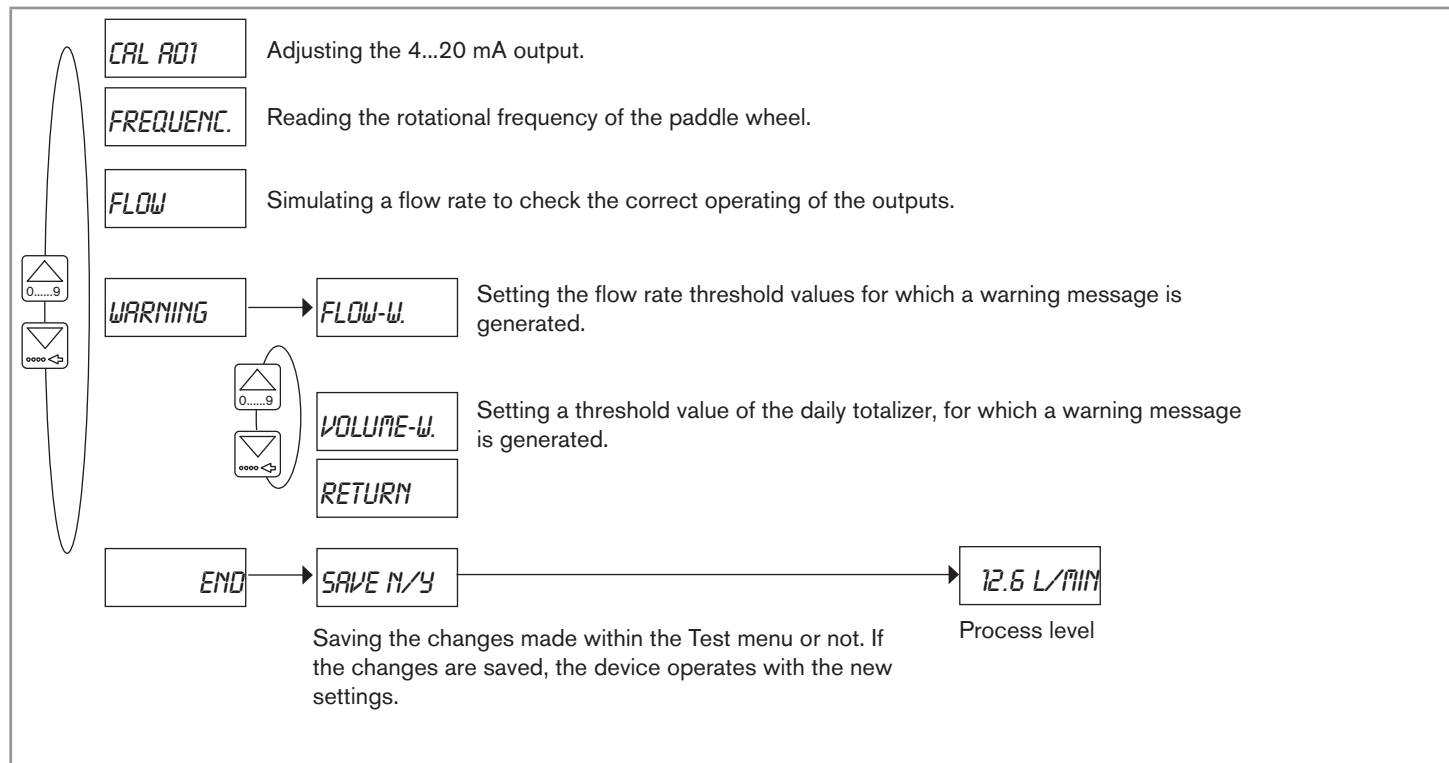 CAL AO1
Adjusting the 4...20 mA output.
FREQUENC.
Reading the rotational frequency of the paddle wheel.
FLOW
Simulating a flow rate to check the correct operating of the outputs.
0......9
WARNING
FLOW-W.
Setting the flow rate threshold values for which a warning message is
generated.
0......9
VOLUME-W.
Setting a threshold value of the daily totalizer, for which a warning message
is generated.
RETURN
END
SAVE N/Y
12.6 L/MIN
Saving the changes made within the Test menu or not. If
the changes are saved, the device operates with the new
settings.
Process level